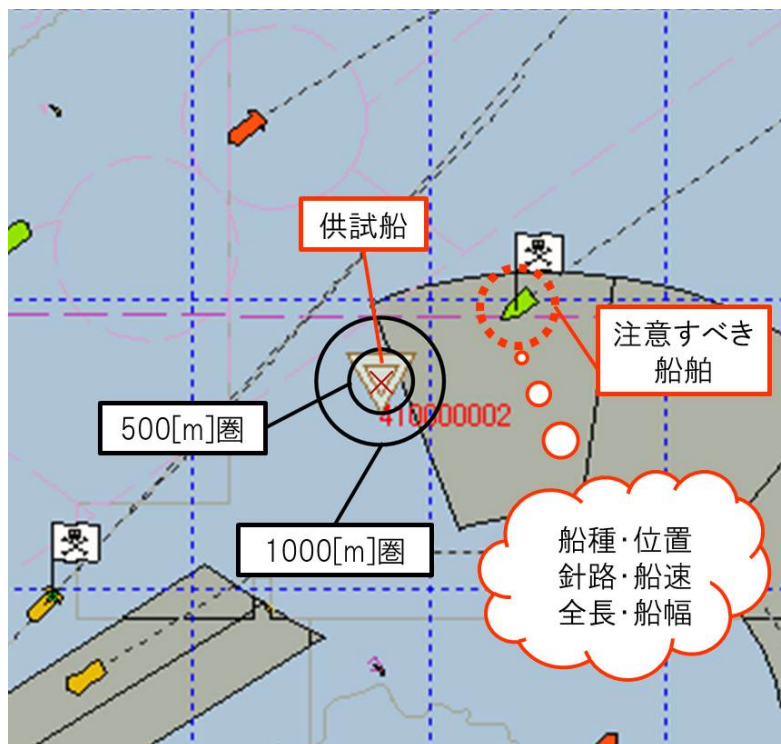 供試船
注意すべき
船舶
410000002
500[m]圏
1000[m]圏
船種・位置
針路・船速
全長・船幅